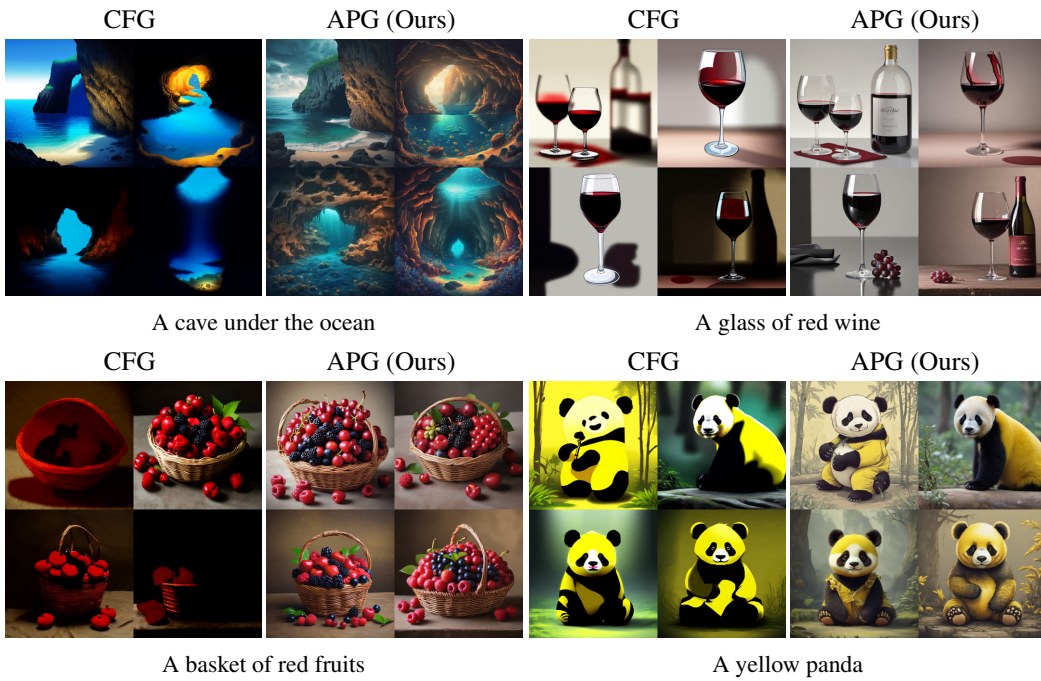 CFG APG (Ours) CFG APG (Ours)
A cave under the ocean A glass of red wine
CFG APG (Ours) CFG APG (Ours)
A basket of red fruits A yellow panda